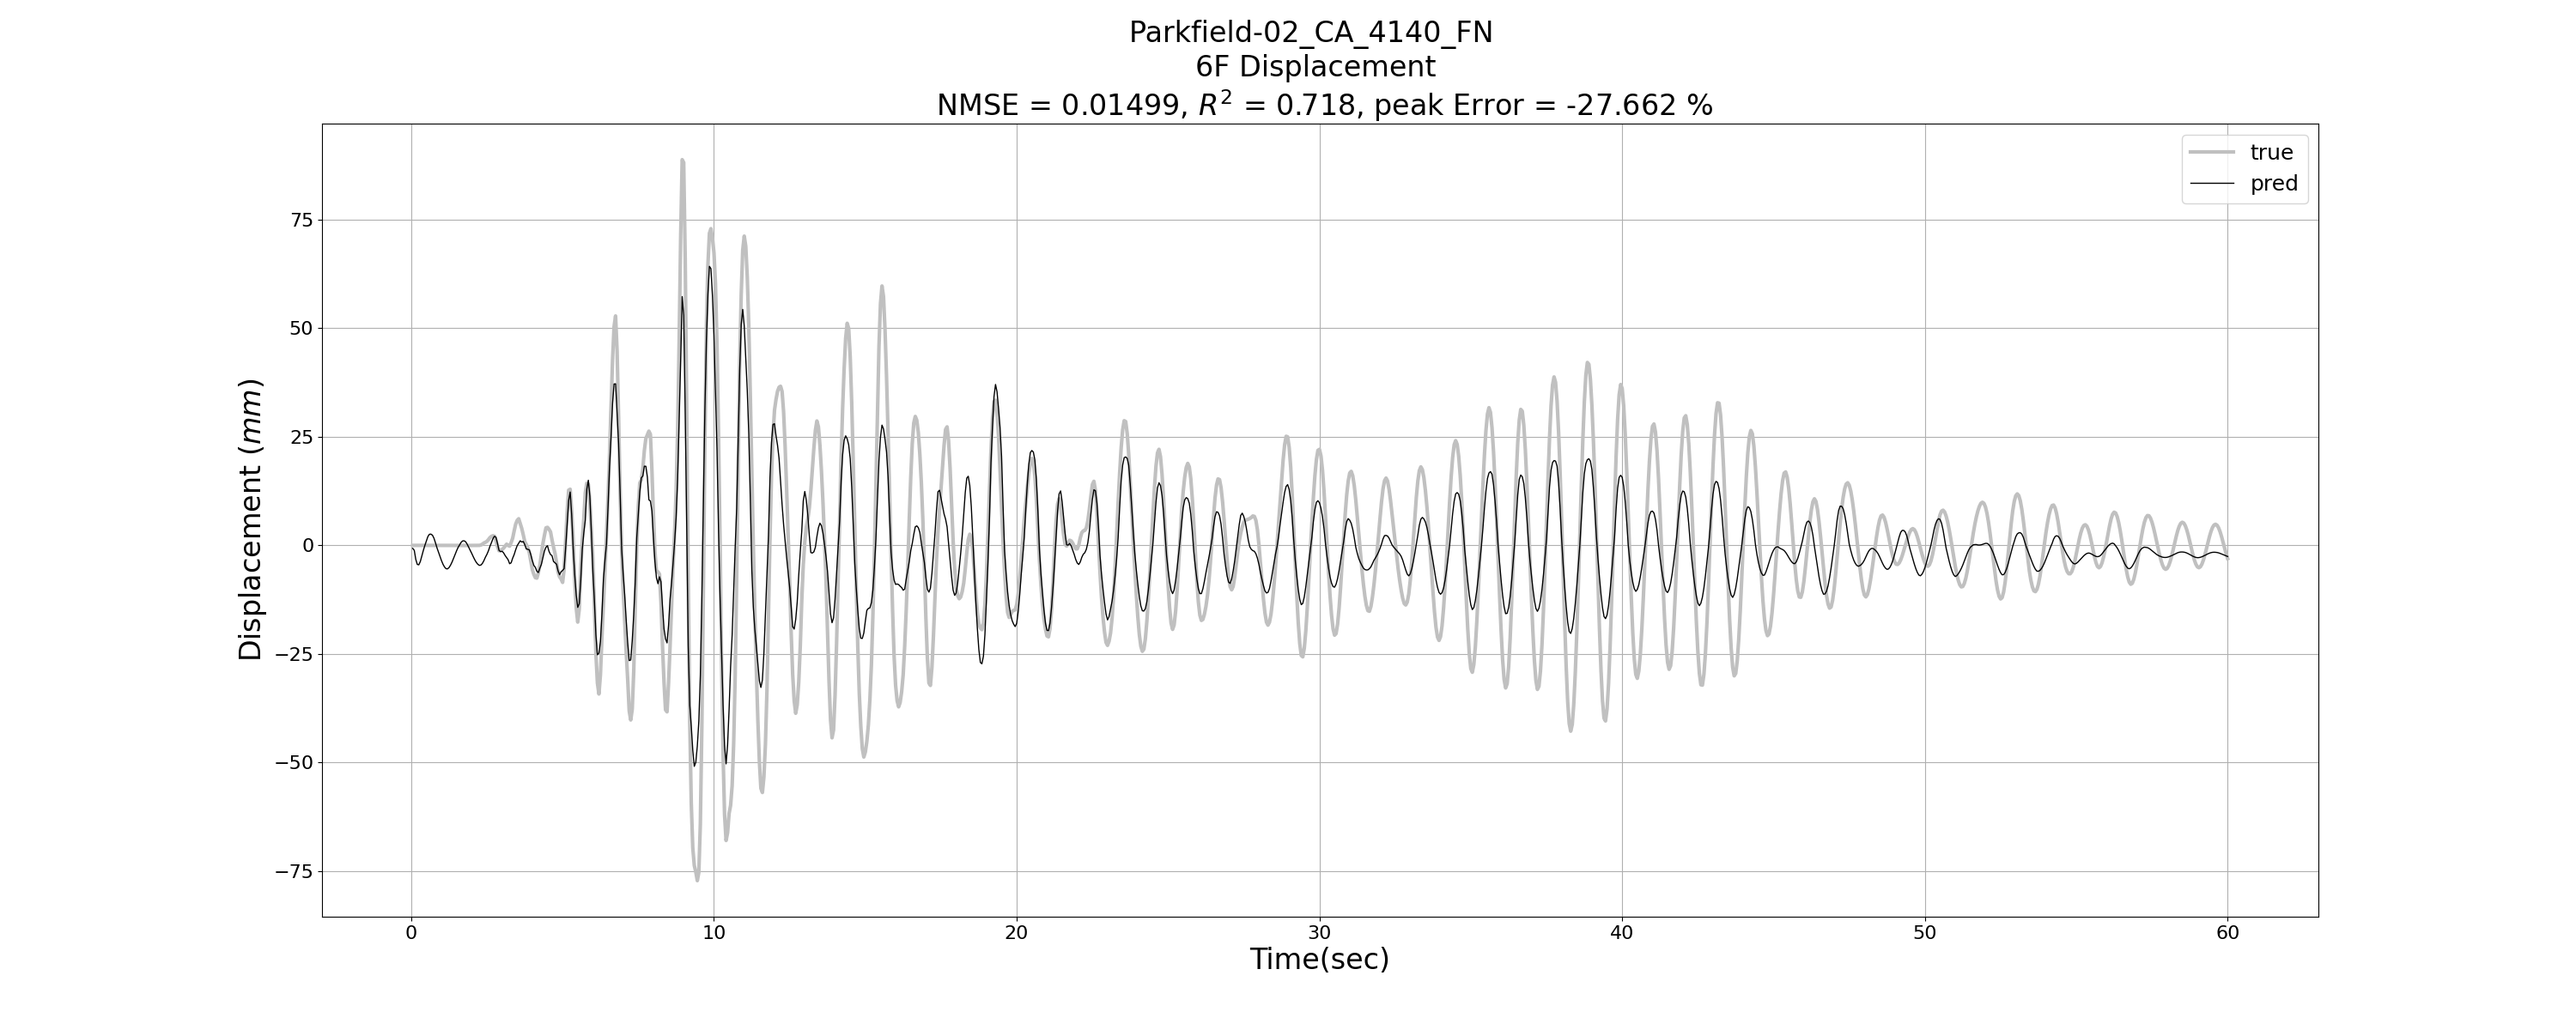 Parkfield-02_CA_4140_FN
6F Displacement
NMSE = 0.01499, R² = 0.718, peak Error = -27.662 %
true
pred
Displacement (mm)
75
50
25
0
−25
−50
−75
0 10 20 30 40 50 60
Time(sec)